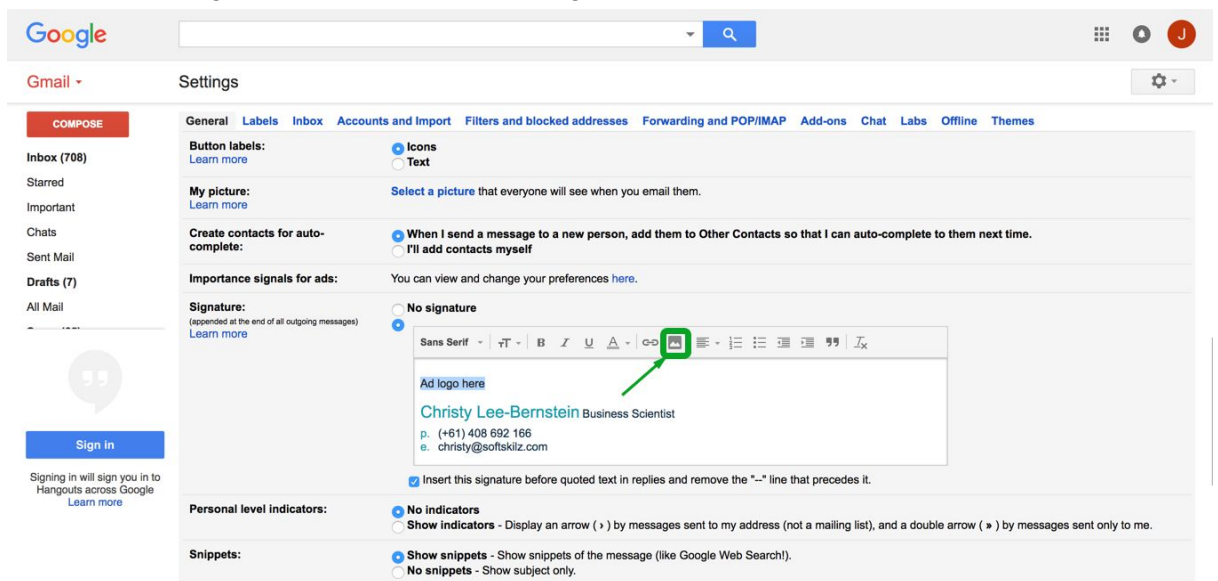 Google
J
Gmail
Settings
COMPOSE
General Labels Inbox Accounts and Import Filters and blocked addresses Forwarding and POP/IMAP Add-ons Chat Labs Offline Themes
Inbox (708)
Starred
Important
Chats
Sent Mail
Drafts (7)
All Mail
Sign in
Signing in will sign you in to
Hangouts across Google
Learn more
Button labels:
Learn more
Icons
Text
My picture:
Learn more
Select a picture that everyone will see when you email them.
Create contacts for auto-
complete:
When I send a message to a new person, add them to Other Contacts so that I can auto-complete to them next time.
I'll add contacts myself
Importance signals for ads:
You can view and change your preferences here.
Signature:
(appended at the end of all outgoing messages)
Learn more
No signature
Sans Serif T B I U A Tx
Ad logo here
Christy Lee-Bernstein Business Scientist
p. (+61) 408 692 166
e. christy@softskilz.com
Insert this signature before quoted text in replies and remove the "--" line that precedes it.
Personal level indicators:
No indicators
Show indicators - Display an arrow ( › ) by messages sent to my address (not a mailing list), and a double arrow ( » ) by messages sent only to me.
Snippets:
Show snippets - Show snippets of the message (like Google Web Search!).
No snippets - Show subject only.